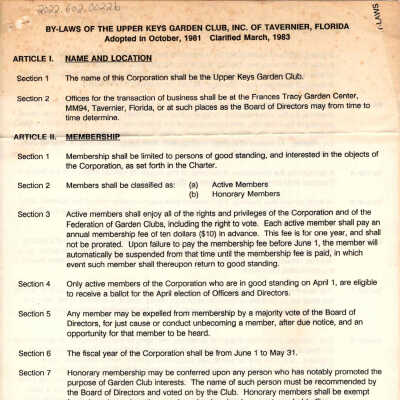 2022.602.0022b
BY-LAWS OF THE UPPER KEYS GARDEN CLUB, INC. OF TAVERNIER, FLORIDA
Adopted in October, 1981 Clarified March, 1983
LAWS
ARTICLE I. NAME AND LOCATION
Section 1 The name of this Corporation shall be the Upper Keys Garden Club.
Section 2 Offices for the transaction of business shall be at the Frances Tracy Garden Center,
MM94, Tavernier, Florida, or at such places as the Board of Directors may from time to
time determine.
ARTICLE II. MEMBERSHIP
Section 1 Membership shall be limited to persons of good standing, and interested in the objects of
the Corporation, as set forth in the Charter.
Section 2 Members shall be classified as: (a) Active Members
(b) Honorary Members
Section 3 Active members shall enjoy all of the rights and privileges of the Corporation and of the
Federation of Garden Clubs, including the right to vote. Each active member shall pay an
annual membership fee of ten dollars ($10) in advance. This fee is for one year, and shall
not be prorated. Upon failure to pay the membership fee before June 1, the member will
automatically be suspended from that time until the membership fee is paid, in which
event such member shall thereupon return to good standing.
Section 4 Only active members of the Corporation who are in good standing on April 1, are eligible
to receive a ballot for the April election of Officers and Directors.
Section 5 Any member may be expelled from membership by a majority vote of the Board of
Directors, for just cause or conduct unbecoming a member, after due notice, and an
opportunity for that member to be heard.
Section 6 The fiscal year of the Corporation shall be from June 1 to May 31.
Section 7 Honorary membership may be conferred upon any person who has notably promoted the
purpose of Garden Club interests. The name of such person must be recommended by
the Board of Directors and voted on by the Club. Honorary members shall be exempt